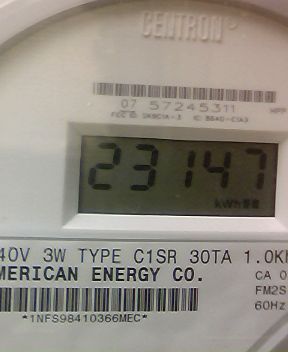 CENTRON®
07 57245311
23147
kWh
40V 3W TYPE C1SR 30TA 1.0K
MERICAN ENERGY CO.
CA 0
FM2S
60Hz
*1NFS98410366MEC*